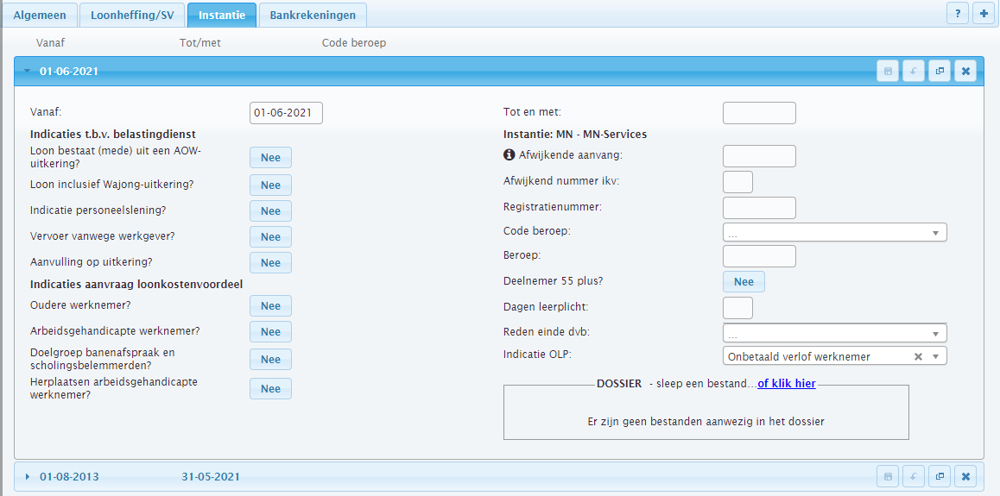 Algemeen Loonheffing/SV Instantie Bankrekeningen ? +
Vanaf Tot/met Code beroep
01-06-2021
Vanaf: 01-06-2021
Indicaties t.b.v. belastingdienst
Loon bestaat (mede) uit een AOW-
uitkering? Nee
Loon inclusief Wajong-uitkering? Nee
Indicatie personeelslening? Nee
Vervoer vanwege werkgever? Nee
Aanvulling op uitkering? Nee
Indicaties aanvraag loonkostenvoordeel
Oudere werknemer? Nee
Arbeidsgehandicapte werknemer? Nee
Doelgroep banenafspraak en
scholingsbelemmerden? Nee
Herplaatsen arbeidsgehandicapte
werknemer? Nee
Tot en met:
Instantie: MN - MN-Services
Afwijkende aanvang:
Afwijkend nummer ikv:
Registratienummer:
Code beroep: ...
Beroep:
Deelnemer 55 plus? Nee
Dagen leerplicht:
Reden einde dvb: ...
Indicatie OLP: Onbetaald verlof werknemer
DOSSIER - sleep een bestand...of klik hier
Er zijn geen bestanden aanwezig in het dossier
01-08-2013 31-05-2021